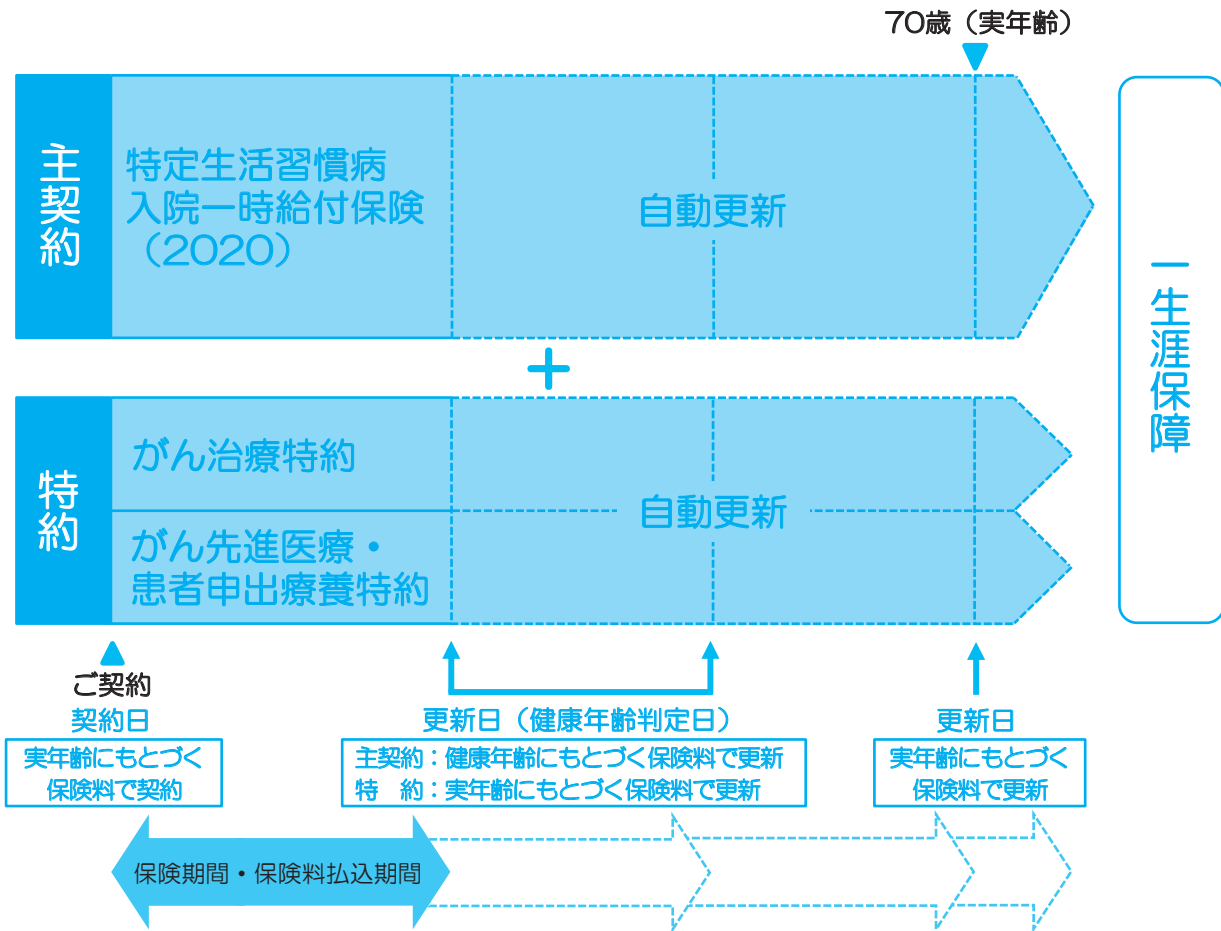 70歳（実年齢）
主契約
特定生活習慣病
入院一時給付保険
（2020）
自動更新
一生涯保障
＋
特約
がん治療特約
がん先進医療・
患者申出療養特約
自動更新
ご契約
契約日
実年齢にもとづく
保険料で契約
更新日（健康年齢判定日）
主契約：健康年齢にもとづく保険料で更新
特　約：実年齢にもとづく保険料で更新
更新日
実年齢にもとづく
保険料で更新
保険期間・保険料払込期間